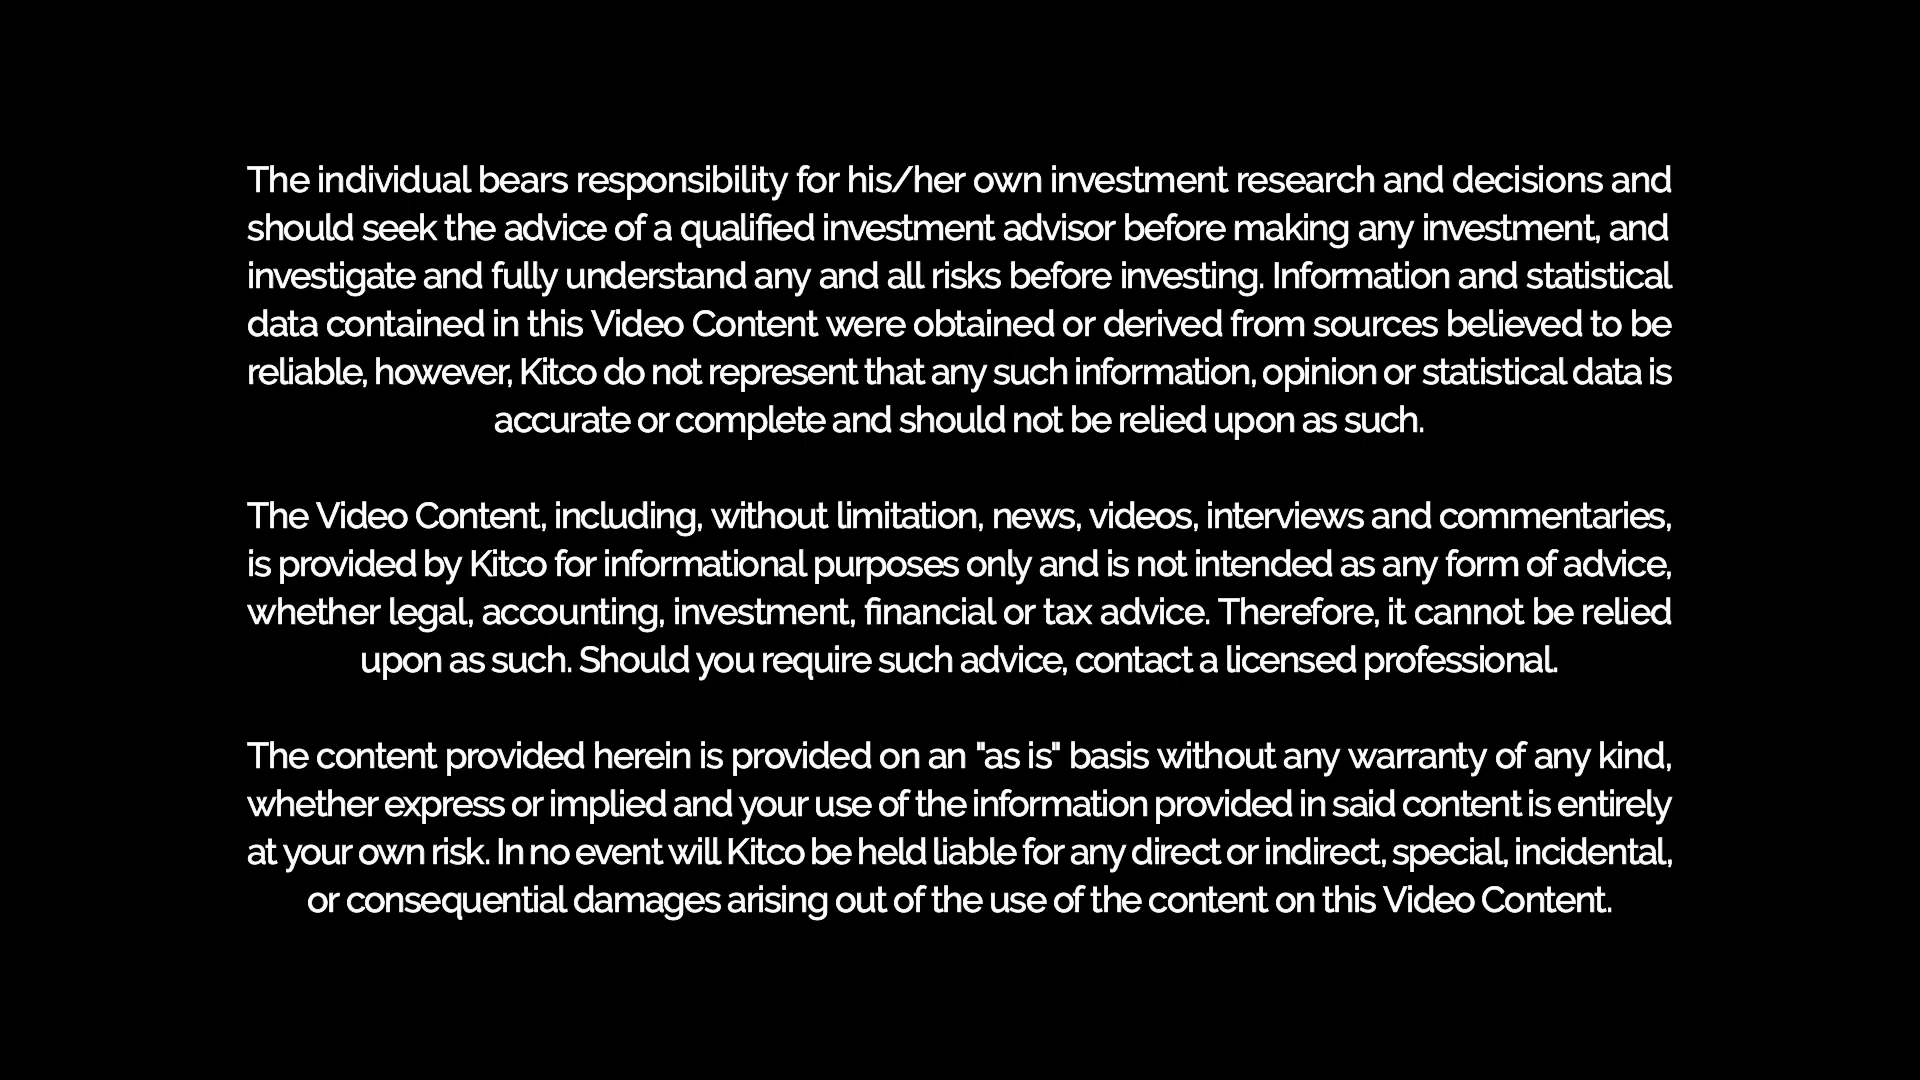 The individual bears responsibility for his/her own investment research and decisions and
should seek the advice of a qualified investment advisor before making any investment, and
investigate and fully understand any and all risks before investing. Information and statistical
data contained in this Video Content were obtained or derived from sources believed to be
reliable, however, Kitco do not represent that any such information, opinion or statistical data is
accurate or complete and should not be relied upon as such.
The Video Content, including, without limitation, news, videos, interviews and commentaries,
is provided by Kitco for informational purposes only and is not intended as any form of advice,
whether legal, accounting, investment, financial or tax advice. Therefore, it cannot be relied
upon as such. Should you require such advice, contact a licensed professional.
The content provided herein is provided on an "as is" basis without any warranty of any kind,
whether express or implied and your use of the information provided in said content is entirely
at your own risk. In no event will Kitco be held liable for any direct or indirect, special, incidental,
or consequential damages arising out of the use of the content on this Video Content.